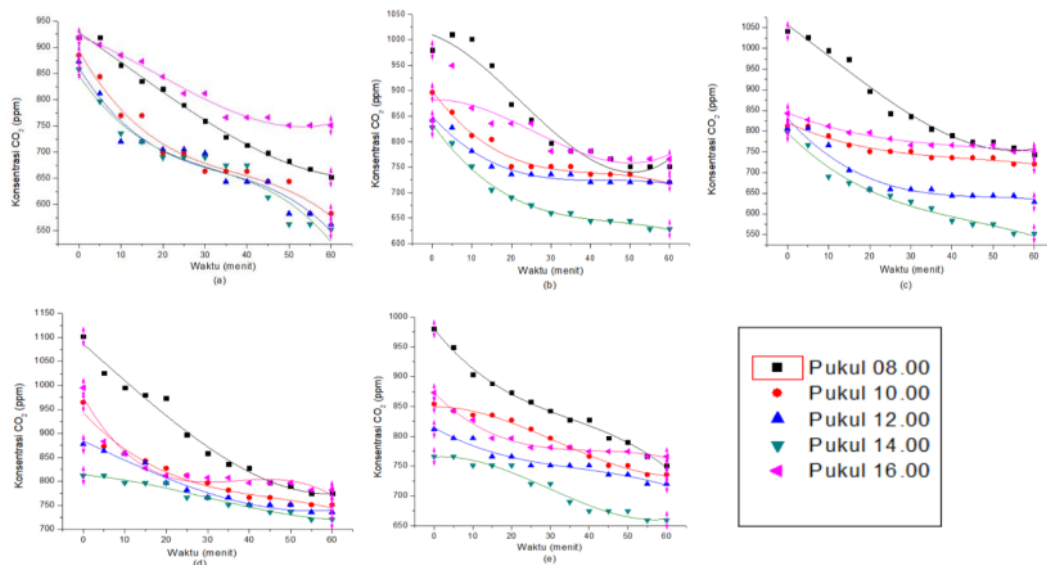 Konsentrasi CO₂ (ppm)
950
900
850
800
750
700
650
600
550
0 10 20 30 40 50 60
Waktu (menit)
(a)
Konsentrasi CO₂ (ppm)
1050
1000
950
900
850
800
750
700
650
600
0 10 20 30 40 50 60
Waktu (menit)
(b)
Konsentrasi CO₂ (ppm)
1050
1000
950
900
850
800
750
700
650
600
550
0 10 20 30 40 50 60
Waktu (menit)
(c)
Konsentrasi CO₂ (ppm)
1150
1100
1050
1000
950
900
850
800
750
700
0 10 20 30 40 50 60
Waktu (menit)
(d)
Konsentrasi CO₂ (ppm)
1000
950
900
850
800
750
700
650
0 10 20 30 40 50 60
Waktu (menit)
(e)
Pukul 08.00
Pukul 10.00
Pukul 12.00
Pukul 14.00
Pukul 16.00